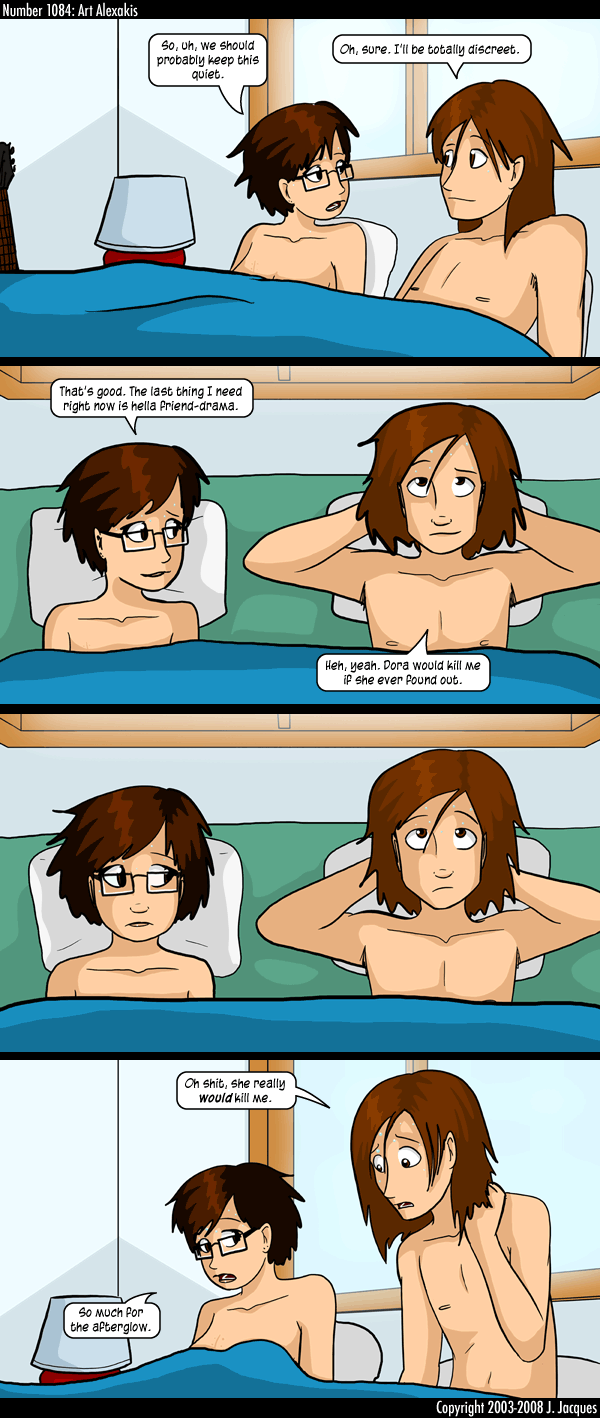 Number 1084: Art Alexakis
So, uh, we should
probably keep this
quiet.
Oh, sure. I'll be totally discreet.
That's good. The last thing I need
right now is hella friend-drama.
Heh, yeah. Dora would kill me
if she ever found out.
Oh shit, she really
would kill me.
So much for
the afterglow.
Copyright 2003-2008 J. Jacques